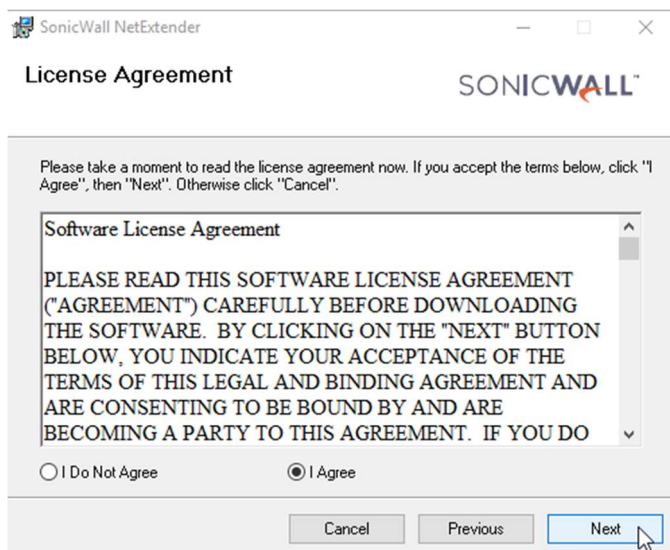 SonicWall NetExtender
License Agreement
SONICWALL™
Please take a moment to read the license agreement now. If you accept the terms below, click "I
Agree", then "Next". Otherwise click "Cancel".
Software License Agreement
PLEASE READ THIS SOFTWARE LICENSE AGREEMENT
("AGREEMENT") CAREFULLY BEFORE DOWNLOADING
THE SOFTWARE.  BY CLICKING ON THE "NEXT" BUTTON
BELOW, YOU INDICATE YOUR ACCEPTANCE OF THE
TERMS OF THIS LEGAL AND BINDING AGREEMENT AND
ARE CONSENTING TO BE BOUND BY AND ARE
BECOMING A PARTY TO THIS AGREEMENT.  IF YOU DO
I Do Not Agree I Agree
Cancel Previous Next